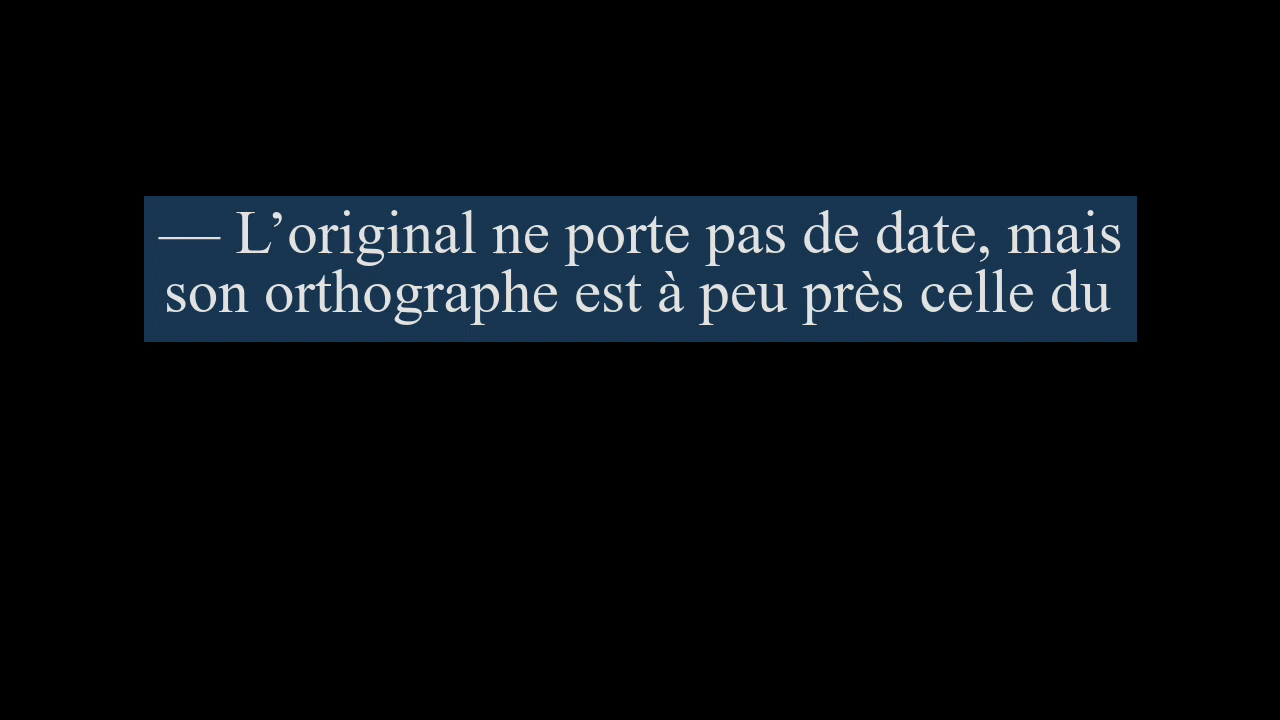 — L’original ne porte pas de date, mais
son orthographe est à peu près celle du